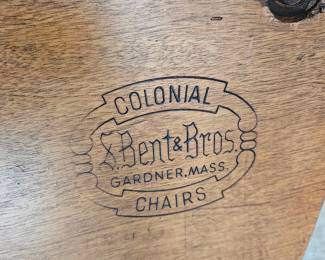 COLONIAL
S. Bent & Bros.
GARDNER, MASS.
CHAIRS